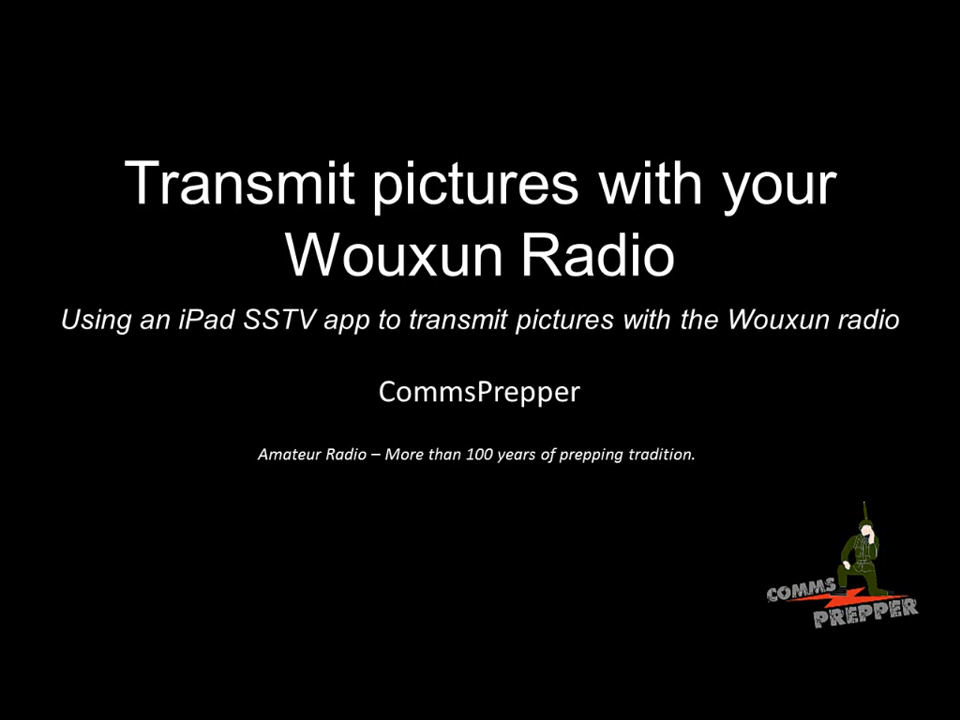 Transmit pictures with your
Wouxun Radio
Using an iPad SSTV app to transmit pictures with the Wouxun radio
CommsPrepper
Amateur Radio – More than 100 years of prepping tradition.
COMMS
PREPPER